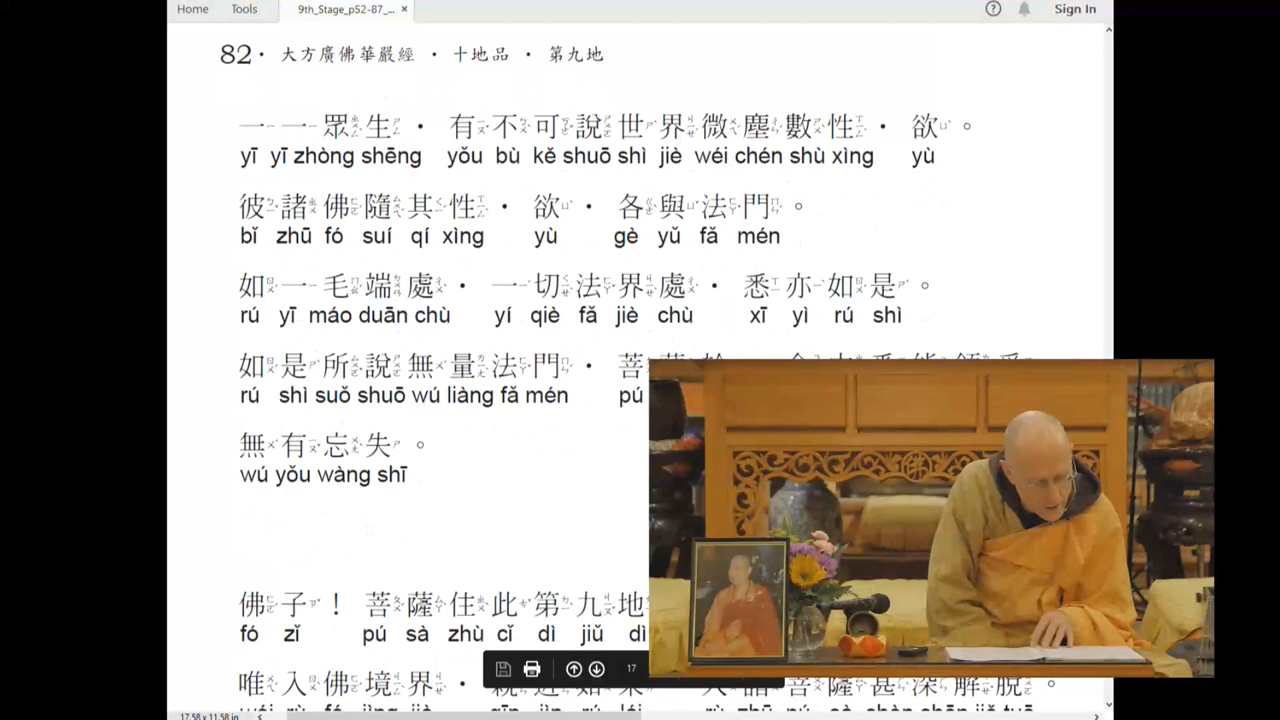 Home Tools 9th_Stage_p52-87_... × Sign In
82 · 大方廣佛華嚴經 · 十地品 · 第九地
一一眾生 · 有不可說世界微塵數性 · 欲。
yī yī zhòng shēng yǒu bù kě shuō shì jiè wéi chén shù xìng yù
彼諸佛隨其性 · 欲 · 各與法門。
bǐ zhū fó suí qí xìng yù gè yǔ fǎ mén
如一毛端處 · 一切法界處 · 悉亦如是。
rú yī máo duān chù yí qiè fǎ jiè chù xī yì rú shì
如是所說無量法門 · 菩
rú shì suǒ shuō wú liàng fǎ mén pú
無有忘失。
wú yǒu wàng shī
佛子！菩薩住此第九地
fó zǐ pú sà zhù cǐ dì jiǔ dì
唯入佛境界 ·
菩薩甚深解脫。
17
17.58 x 11.58 in